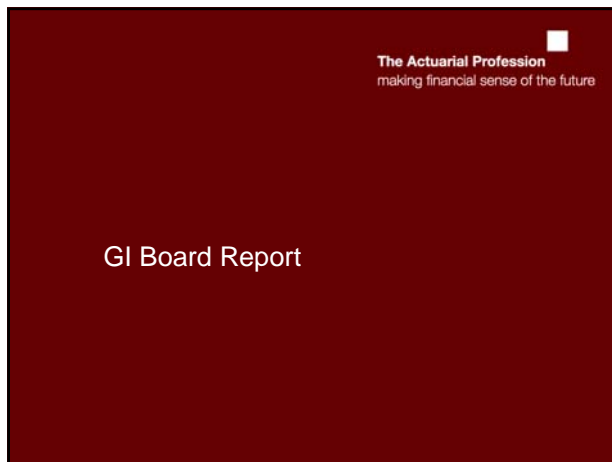 The Actuarial Profession
making financial sense of the future
GI Board Report